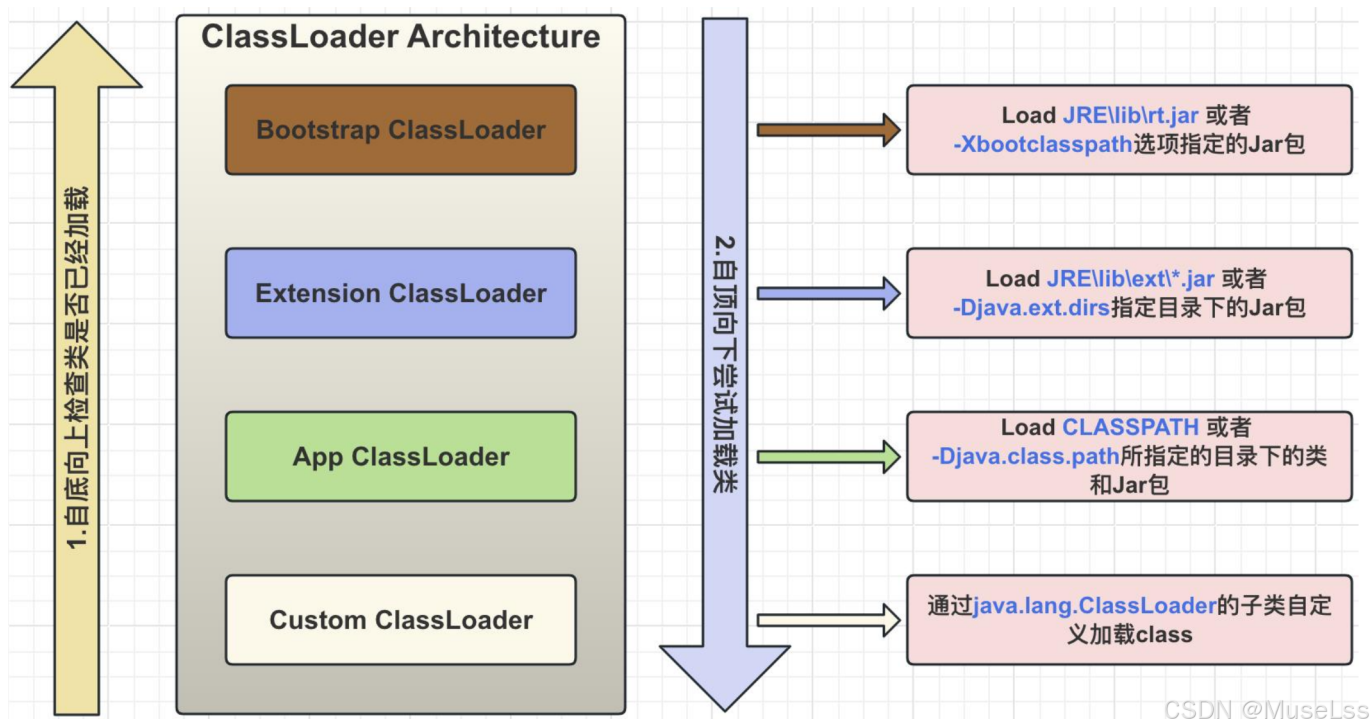 ClassLoader Architecture
1.自底向上检查类是否已经加载
Bootstrap ClassLoader
Extension ClassLoader
App ClassLoader
Custom ClassLoader
2.自顶向下尝试加载类
Load JRE\lib\rt.jar 或者
-Xbootclasspath选项指定的Jar包
Load JRE\lib\ext\*.jar 或者
-Djava.ext.dirs指定目录下的Jar包
Load CLASSPATH 或者
-Djava.class.path所指定的目录下的类
和Jar包
通过java.lang.ClassLoader的子类自定
义加载class
CSDN @MuseLss